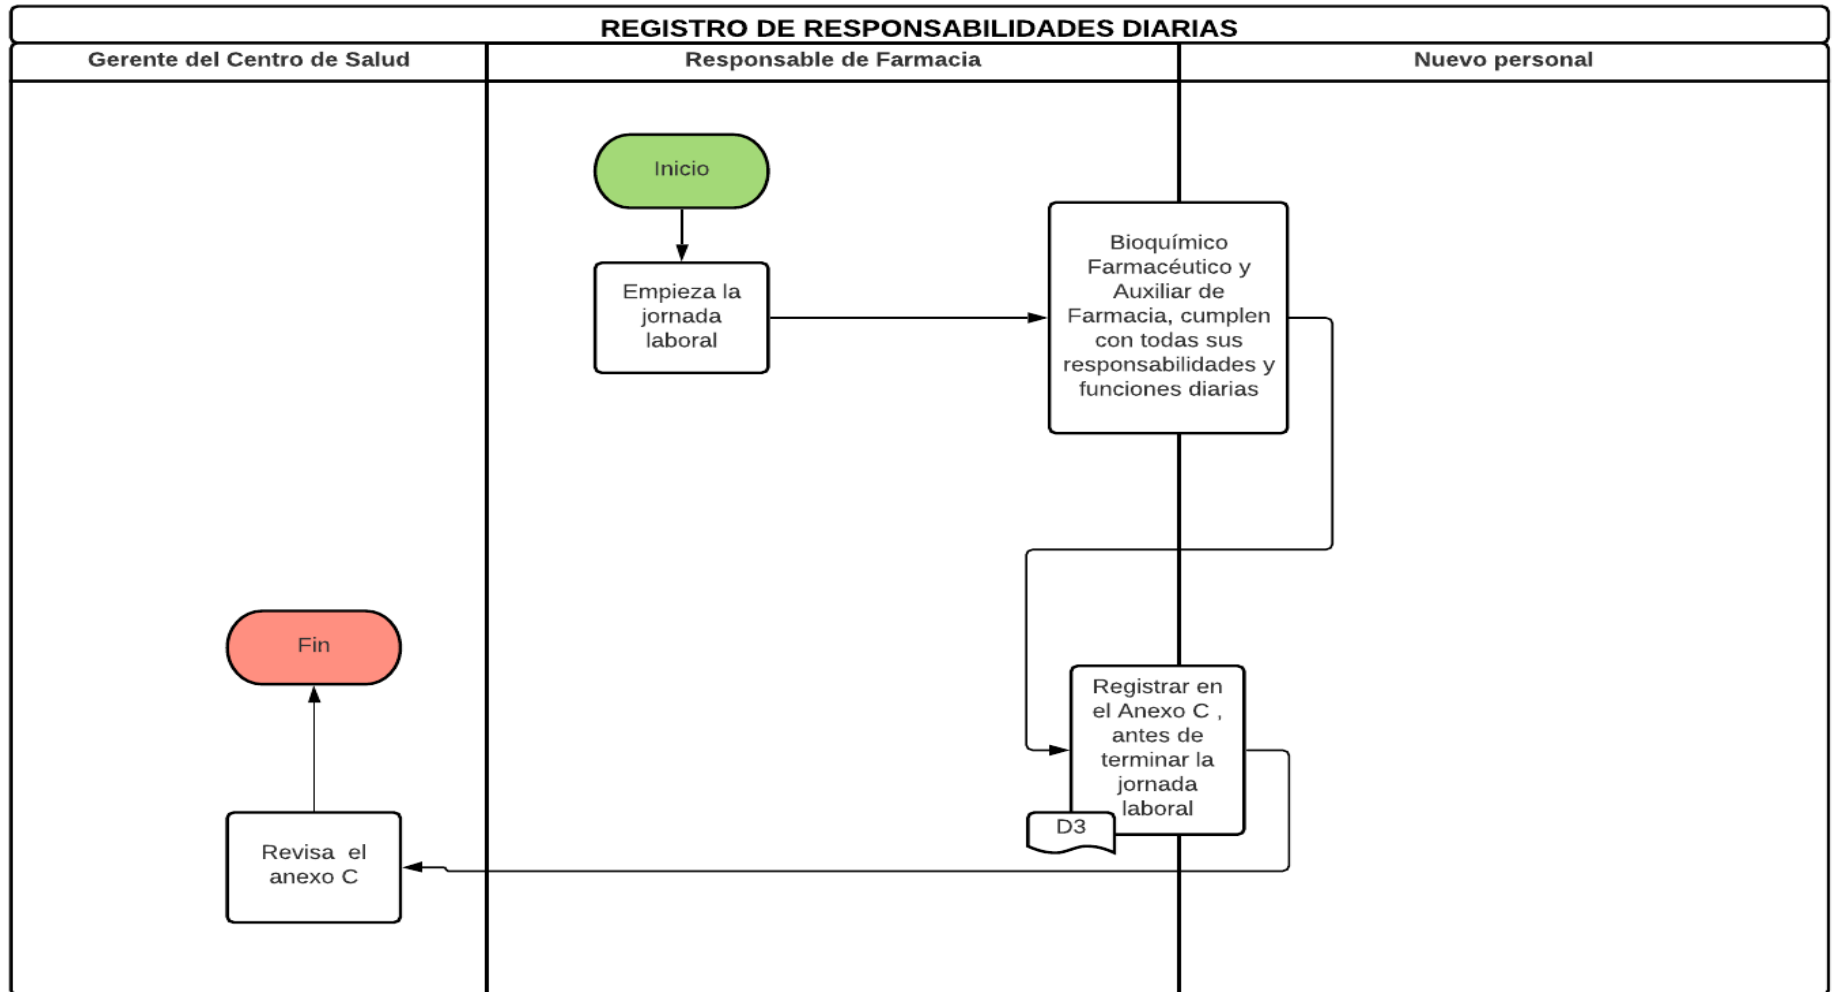 REGISTRO DE RESPONSABILIDADES DIARIAS
Gerente del Centro de Salud
Responsable de Farmacia
Nuevo personal
Inicio
Empieza la
jornada
laboral
Bioquímico
Farmacéutico y
Auxiliar de
Farmacia, cumplen
con todas sus
responsabilidades y
funciones diarias
Registrar en
el Anexo C ,
antes de
terminar la
jornada
laboral
D3
Revisa el
anexo C
Fin